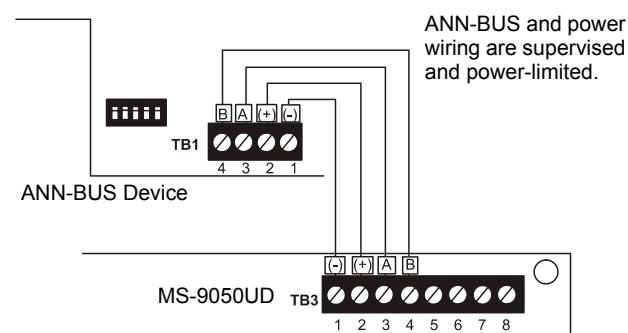 ANN-BUS and power
wiring are supervised
and power-limited.
B A (+) (-)
TB1
4 3 2 1
ANN-BUS Device
(-) (+) A B
MS-9050UD TB3
1 2 3 4 5 6 7 8